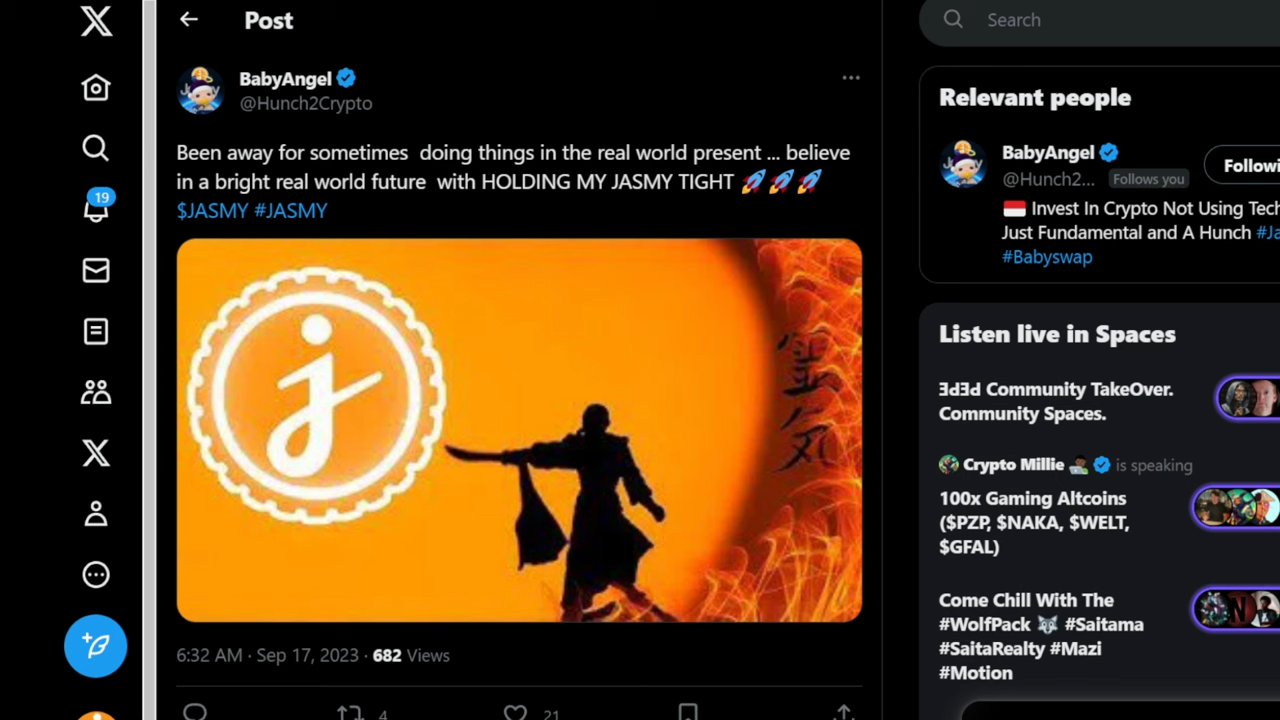 Post
Search
BabyAngel
@Hunch2Crypto
Been away for sometimes doing things in the real world present ... believe
in a bright real world future with HOLDING MY JASMY TIGHT 🚀🚀🚀
$JASMY #JASMY
霊
気
6:32 AM · Sep 17, 2023 · 682 Views
4
21
19
Relevant people
BabyAngel
@Hunch2... Follows you
Followi
🇮🇩 Invest In Crypto Not Using Tech
Just Fundamental and A Hunch #Ja
#Babyswap
Listen live in Spaces
ƎdƎd Community TakeOver.
Community Spaces.
Crypto Millie is speaking
100x Gaming Altcoins
($PZP, $NAKA, $WELT,
$GFAL)
Come Chill With The
#WolfPack 🐺 #Saitama
#SaitaRealty #Mazi
#Motion